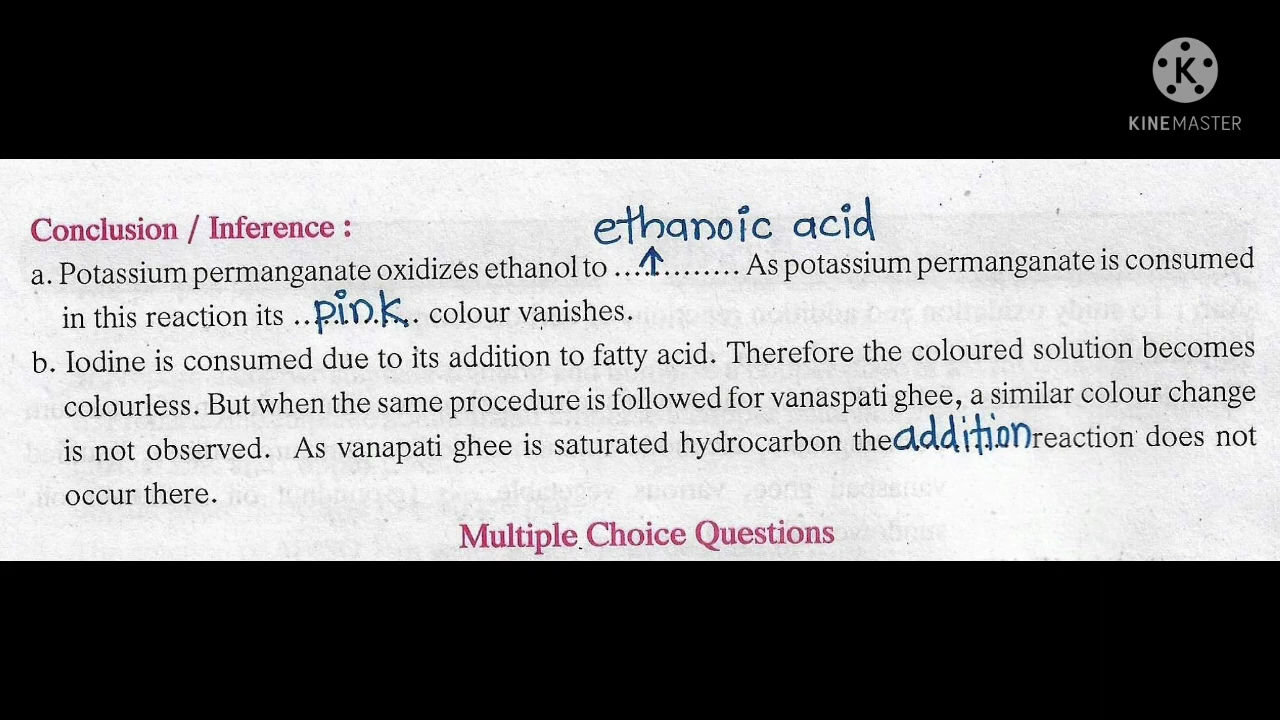 K
KINEMASTER
Conclusion / Inference :
ethanoic acid
a. Potassium permanganate oxidizes ethanol to ............ As potassium permanganate is consumed
in this reaction its ..pink.. colour vanishes.
b. Iodine is consumed due to its addition to fatty acid. Therefore the coloured solution becomes
colourless. But when the same procedure is followed for vanaspati ghee, a similar colour change
is not observed. As vanapati ghee is saturated hydrocarbon the addition reaction does not
occur there.
Multiple Choice Questions